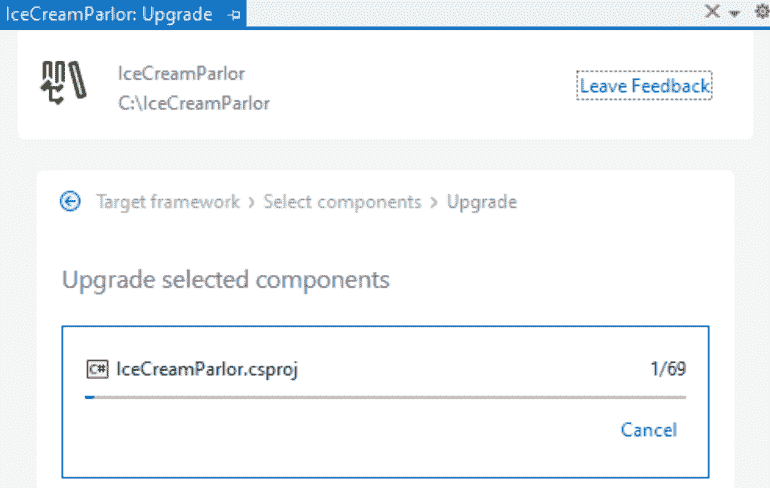 IceCreamParlor: Upgrade
IceCreamParlor
C:\IceCreamParlor
Leave Feedback
Target framework > Select components > Upgrade
Upgrade selected components
C# IceCreamParlor.csproj 1/69
Cancel